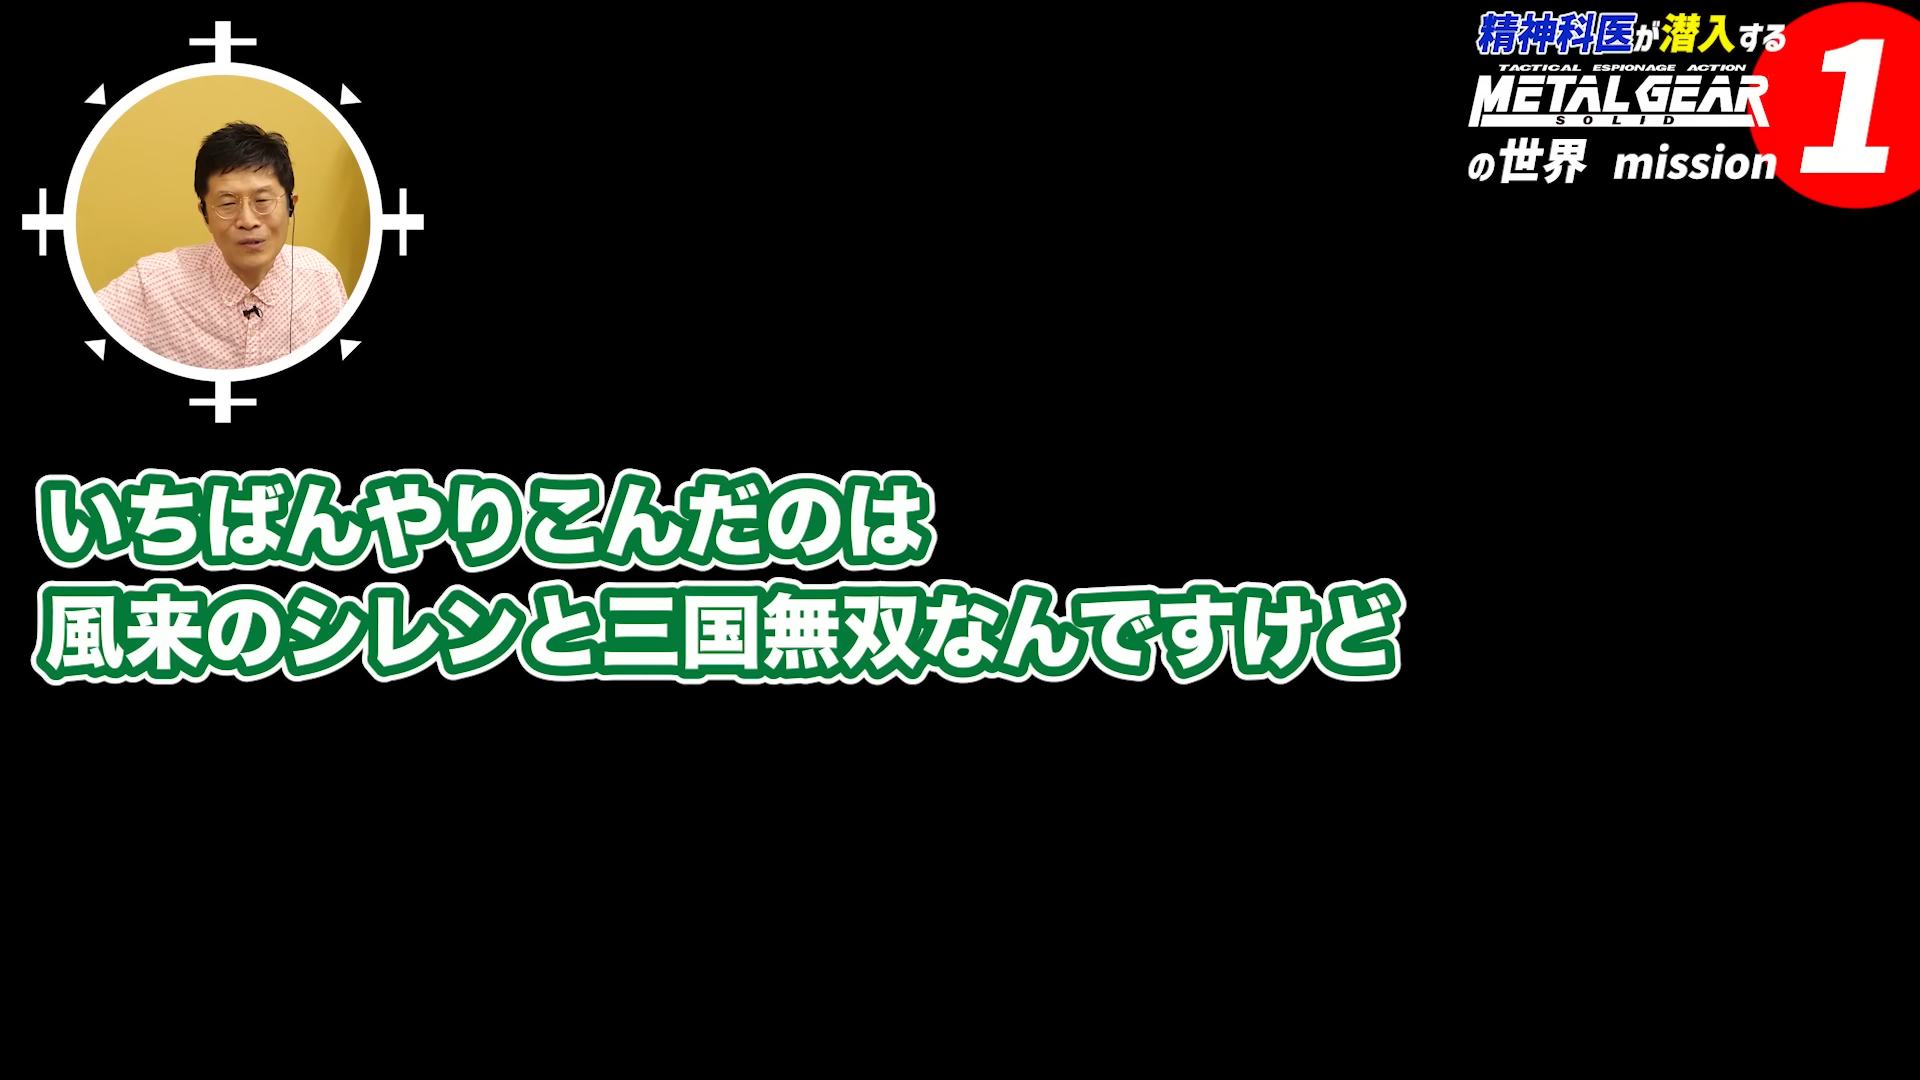 精神科医が潜入する
TACTICAL ESPIONAGE ACTION
METAL GEAR
SOLID
の世界 mission
1
いちばんやりこんだのは
風来のシレンと三国無双なんですけど